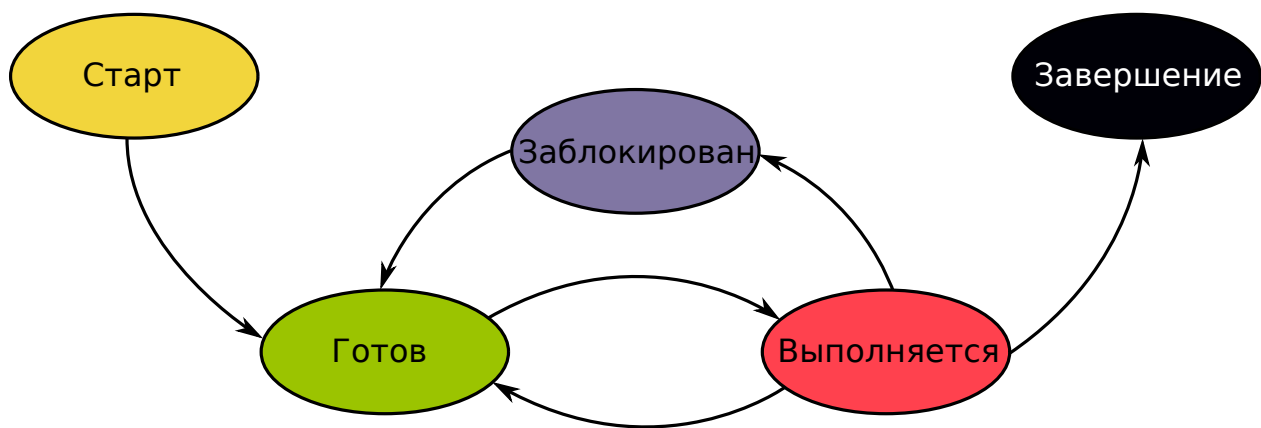 Старт
Завершение
Заблокирован
Готов
Выполняется